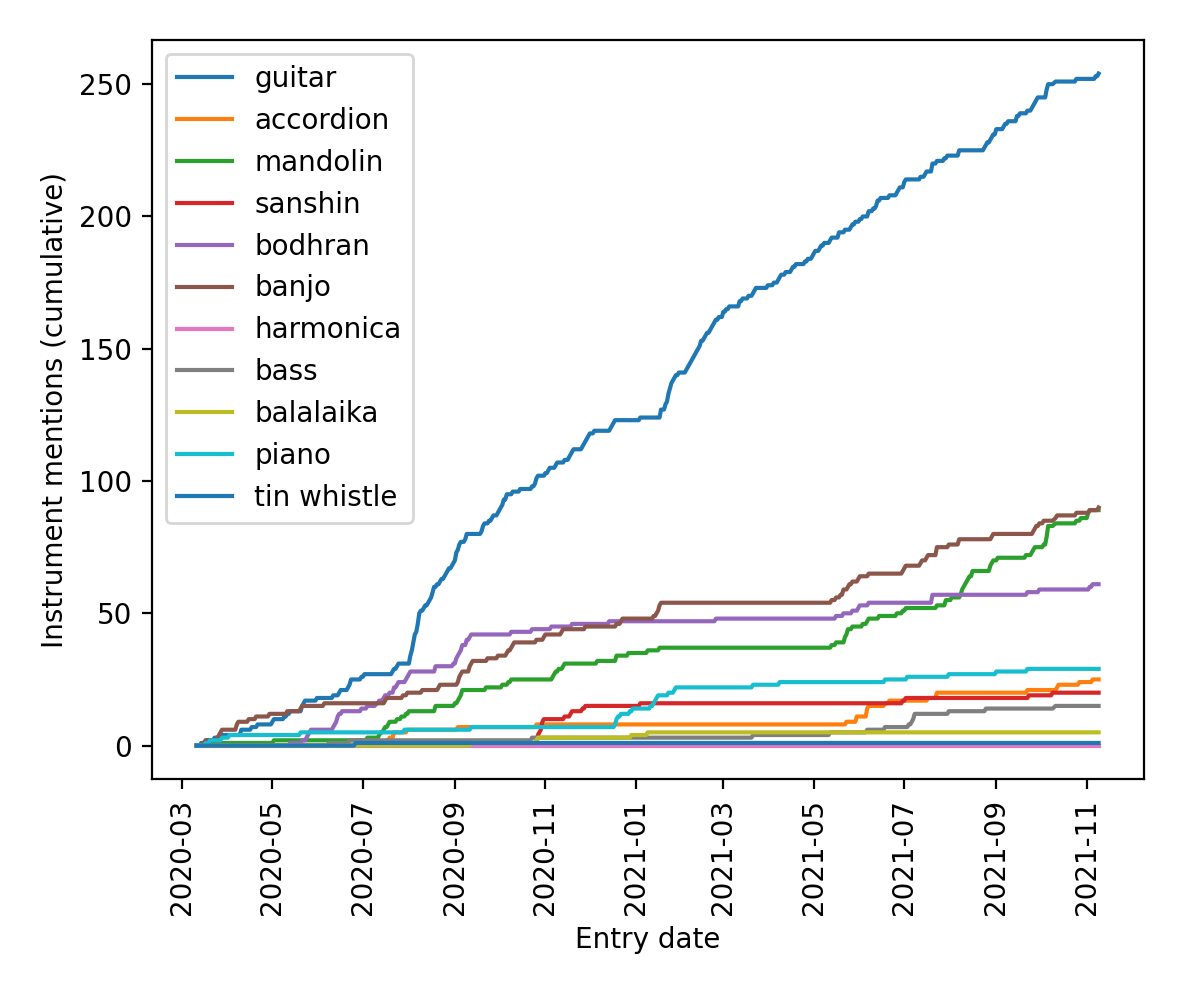 guitar
accordion
mandolin
sanshin
bodhran
banjo
harmonica
bass
balalaika
piano
tin whistle
Instrument mentions (cumulative)
250
200
150
100
50
0
2020-03
2020-05
2020-07
2020-09
2020-11
2021-01
2021-03
2021-05
2021-07
2021-09
2021-11
Entry date